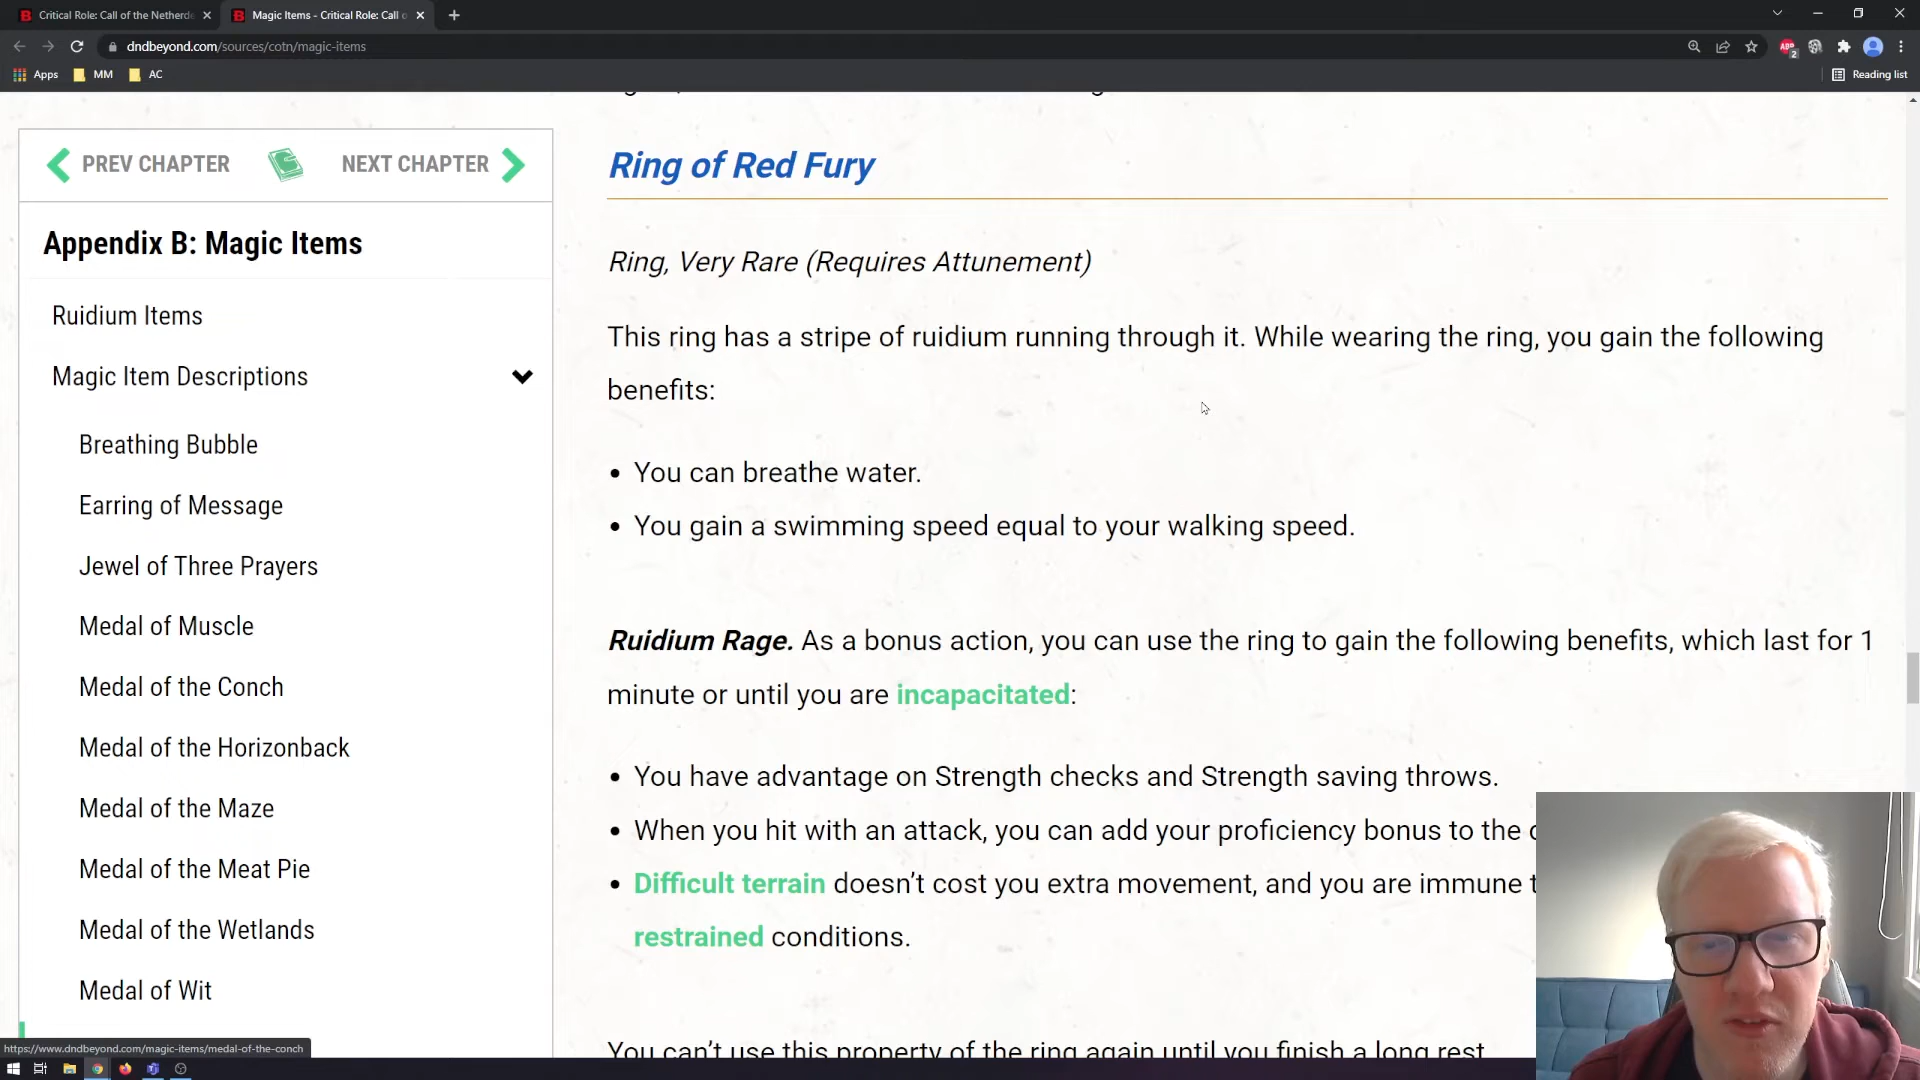 Critical Role: Call of the Netherde
Magic Items - Critical Role: Call o
dndbeyond.com/sources/cotn/magic-items
ABP
2
Apps
MM
AC
Reading list
PREV CHAPTER
NEXT CHAPTER
Appendix B: Magic Items
Ruidium Items
Magic Item Descriptions
Breathing Bubble
Earring of Message
Jewel of Three Prayers
Medal of Muscle
Medal of the Conch
Medal of the Horizonback
Medal of the Maze
Medal of the Meat Pie
Medal of the Wetlands
Medal of Wit
Ring of Red Fury
Ring, Very Rare (Requires Attunement)
This ring has a stripe of ruidium running through it. While wearing the ring, you gain the following
benefits:
• You can breathe water.
• You gain a swimming speed equal to your walking speed.
Ruidium Rage. As a bonus action, you can use the ring to gain the following benefits, which last for 1
minute or until you are incapacitated:
• You have advantage on Strength checks and Strength saving throws.
• When you hit with an attack, you can add your proficiency bonus to the
• Difficult terrain doesn't cost you extra movement, and you are immune
restrained conditions.
You can't use this property of the ring again until you finish a long rest
https://www.dndbeyond.com/magic-items/medal-of-the-conch